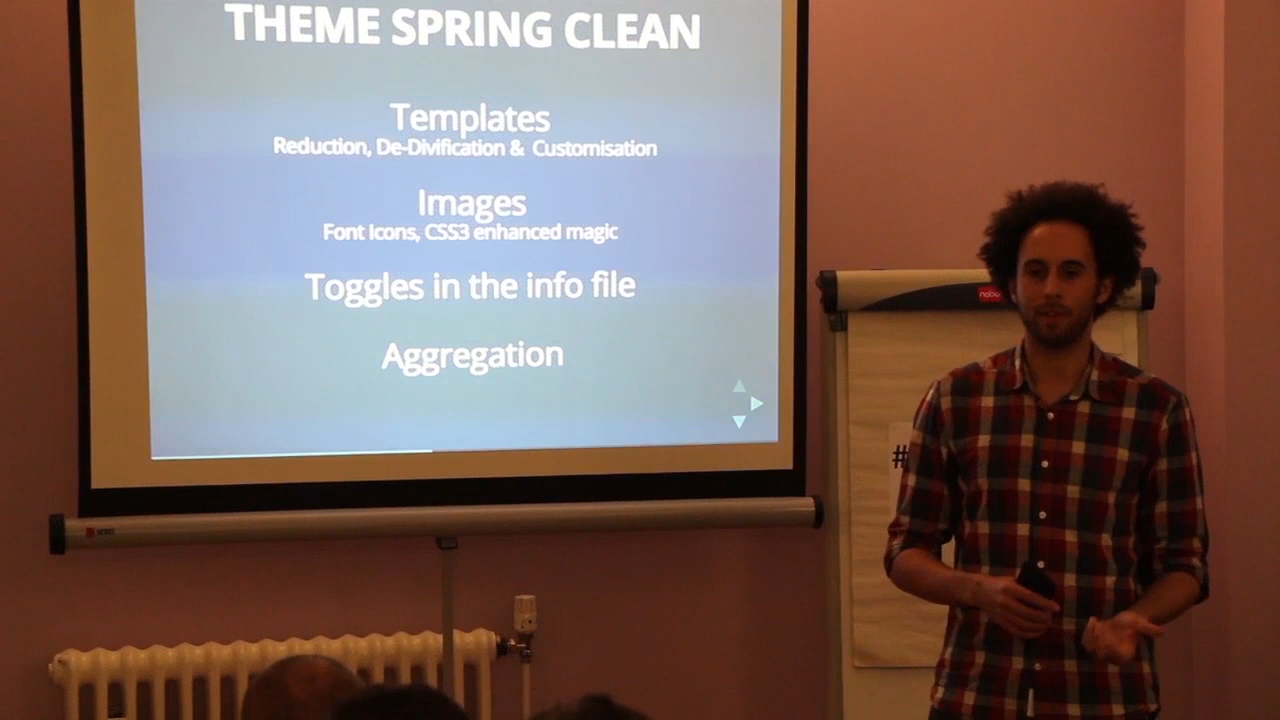 THEME SPRING CLEAN
Templates
Reduction, De-Divification & Customisation
Images
Font Icons, CSS3 enhanced magic
Toggles in the info file
Aggregation
nobo
#